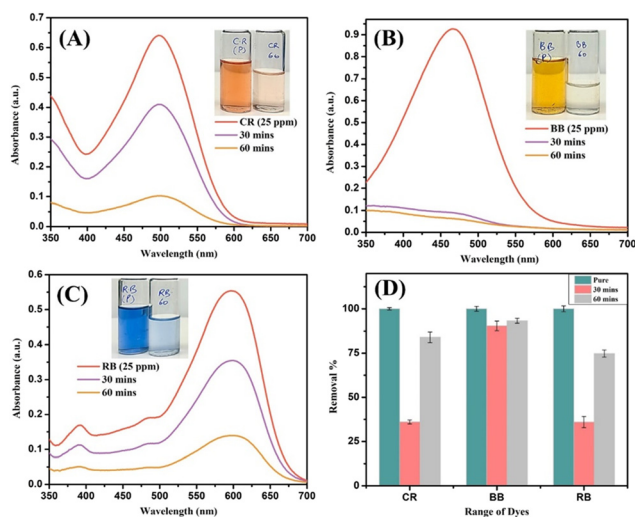 (A)
CR
(P)
CR
60
CR (25 ppm)
30 mins
60 mins
Absorbance (a.u.)
0.7
0.6
0.5
0.4
0.3
0.2
0.1
0.0
350 400 450 500 550 600 650 700
Wavelength (nm)
(B)
BB
(P)
BB
60
BB (25 ppm)
30 mins
60 mins
Absorbance (a.u.)
0.9
0.8
0.7
0.6
0.5
0.4
0.3
0.2
0.1
0.0
350 400 450 500 550 600 650 700
Wavelength (nm)
(C)
RB
(P)
RB
60
RB (25 ppm)
30 mins
60 mins
Absorbance (a.u.)
0.6
0.5
0.4
0.3
0.2
0.1
0.0
350 400 450 500 550 600 650 700
Wavelength (nm)
(D)
Pure
30 mins
60 mins
Removal %
100
75
50
25
0
CR BB RB
Range of Dyes